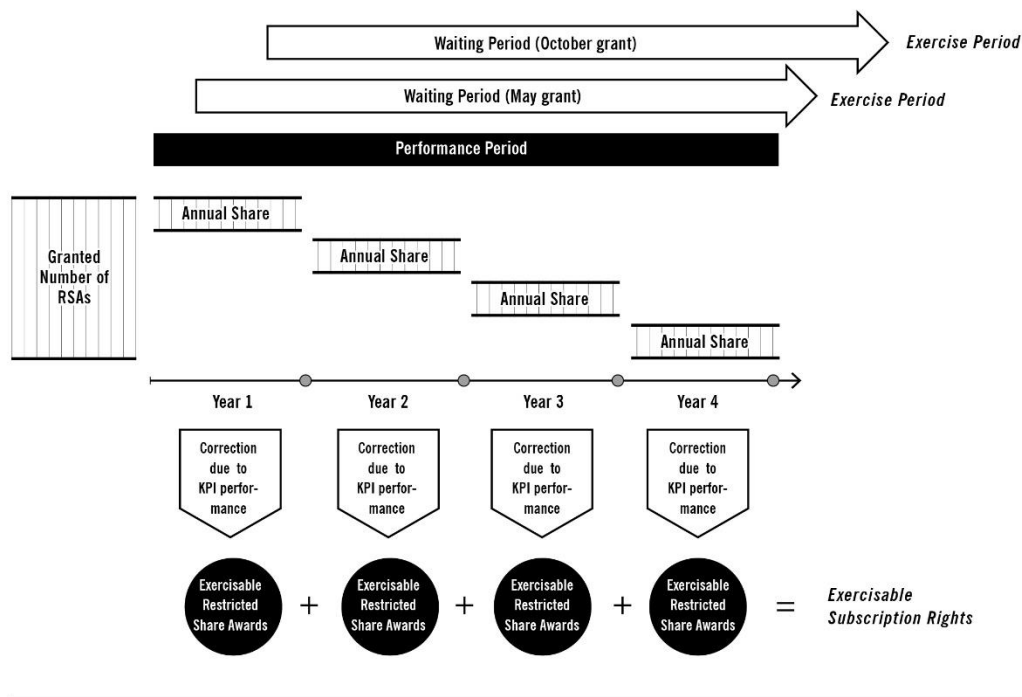 Waiting Period (October grant)
Exercise Period
Waiting Period (May grant)
Exercise Period
Performance Period
Granted
Number of
RSAs
Annual Share
Annual Share
Annual Share
Annual Share
Year 1
Year 2
Year 3
Year 4
Correction
due to
KPI perfor-
mance
Correction
due to
KPI perfor-
mance
Correction
due to
KPI perfor-
mance
Correction
due to
KPI perfor-
mance
Exercisable
Restricted
Share Awards
+
Exercisable
Restricted
Share Awards
+
Exercisable
Restricted
Share Awards
+
Exercisable
Restricted
Share Awards
=
Exercisable
Subscription Rights